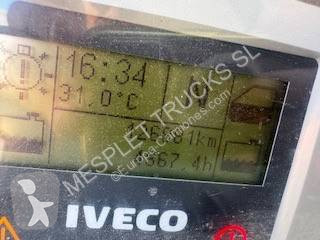 16:34
31.0°C
N
MESPLET TRUCKS SL
©Europa-Camiones.com
IVECO